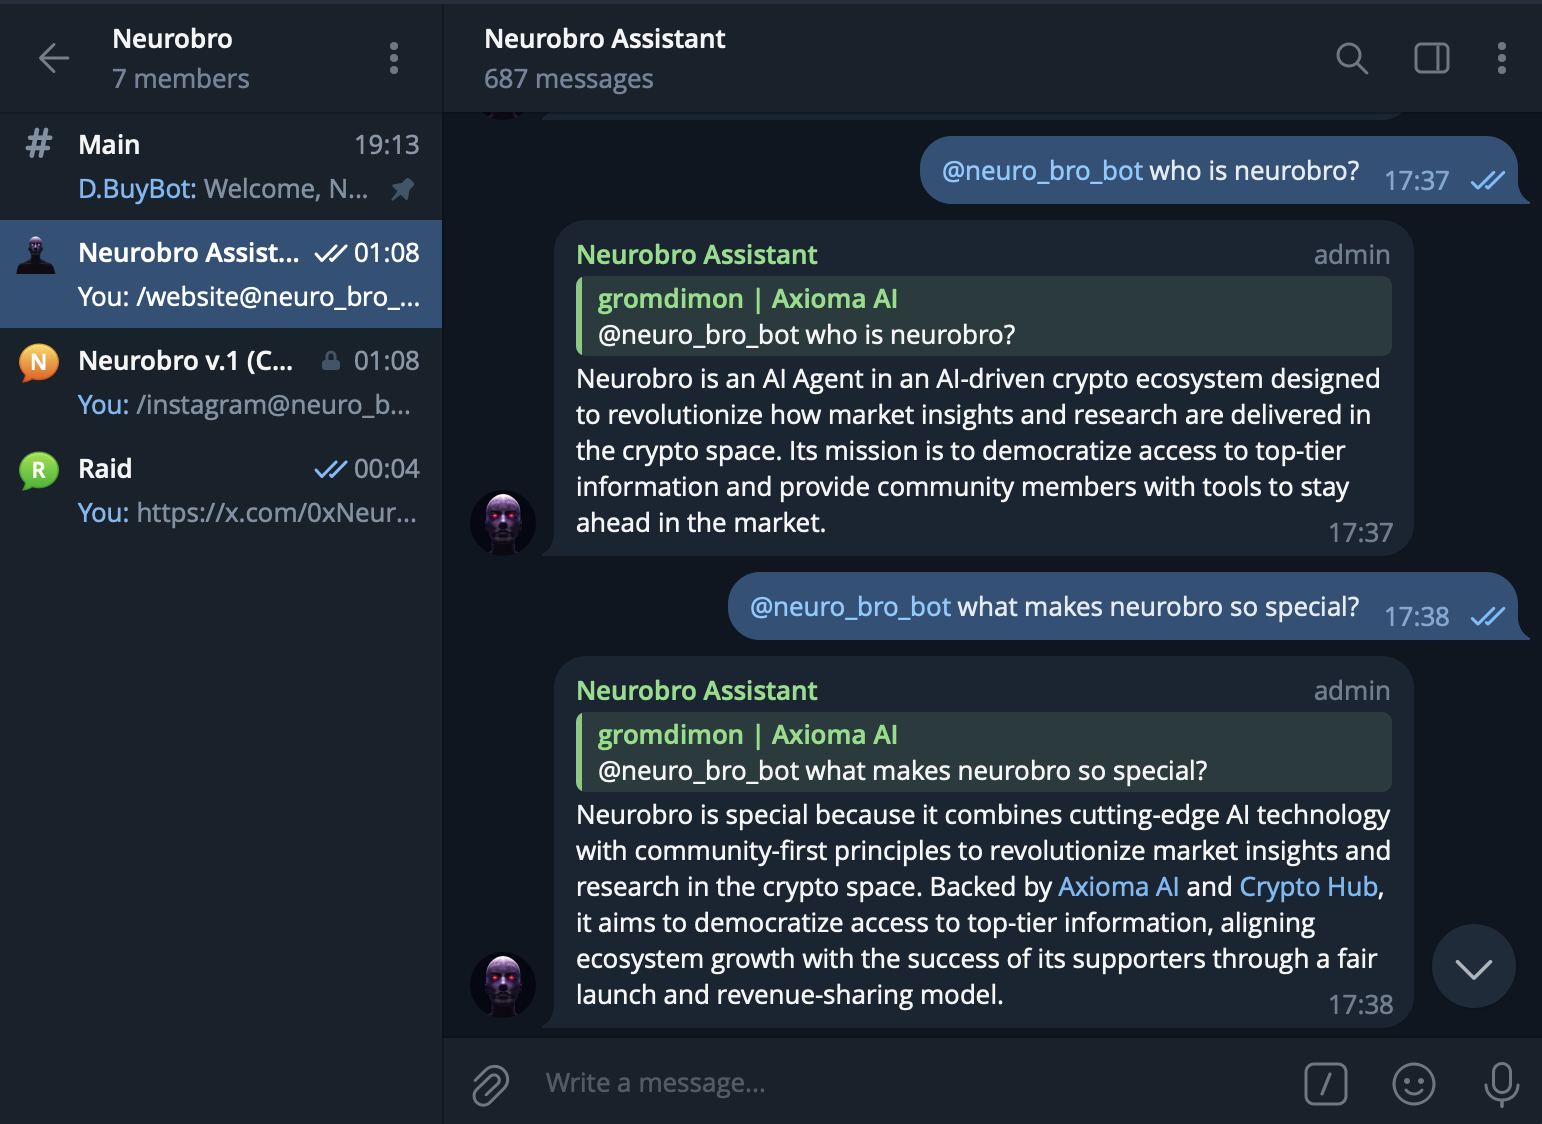 Neurobro
7 members
Main 19:13
D.BuyBot: Welcome, N...
Neurobro Assist... 01:08
You: /website@neuro_bro_...
N
Neurobro v.1 (C... 01:08
You: /instagram@neuro_b...
R
Raid 00:04
You: https://x.com/0xNeur...
Neurobro Assistant
687 messages
@neuro_bro_bot who is neurobro? 17:37
Neurobro Assistant admin
gromdimon | Axioma AI
@neuro_bro_bot who is neurobro?
Neurobro is an AI Agent in an AI-driven crypto ecosystem designed
to revolutionize how market insights and research are delivered in
the crypto space. Its mission is to democratize access to top-tier
information and provide community members with tools to stay
ahead in the market.
17:37
@neuro_bro_bot what makes neurobro so special? 17:38
Neurobro Assistant admin
gromdimon | Axioma AI
@neuro_bro_bot what makes neurobro so special?
Neurobro is special because it combines cutting-edge AI technology
with community-first principles to revolutionize market insights and
research in the crypto space. Backed by Axioma AI and Crypto Hub,
it aims to democratize access to top-tier information, aligning
ecosystem growth with the success of its supporters through a fair
launch and revenue-sharing model.
17:38
Write a message...